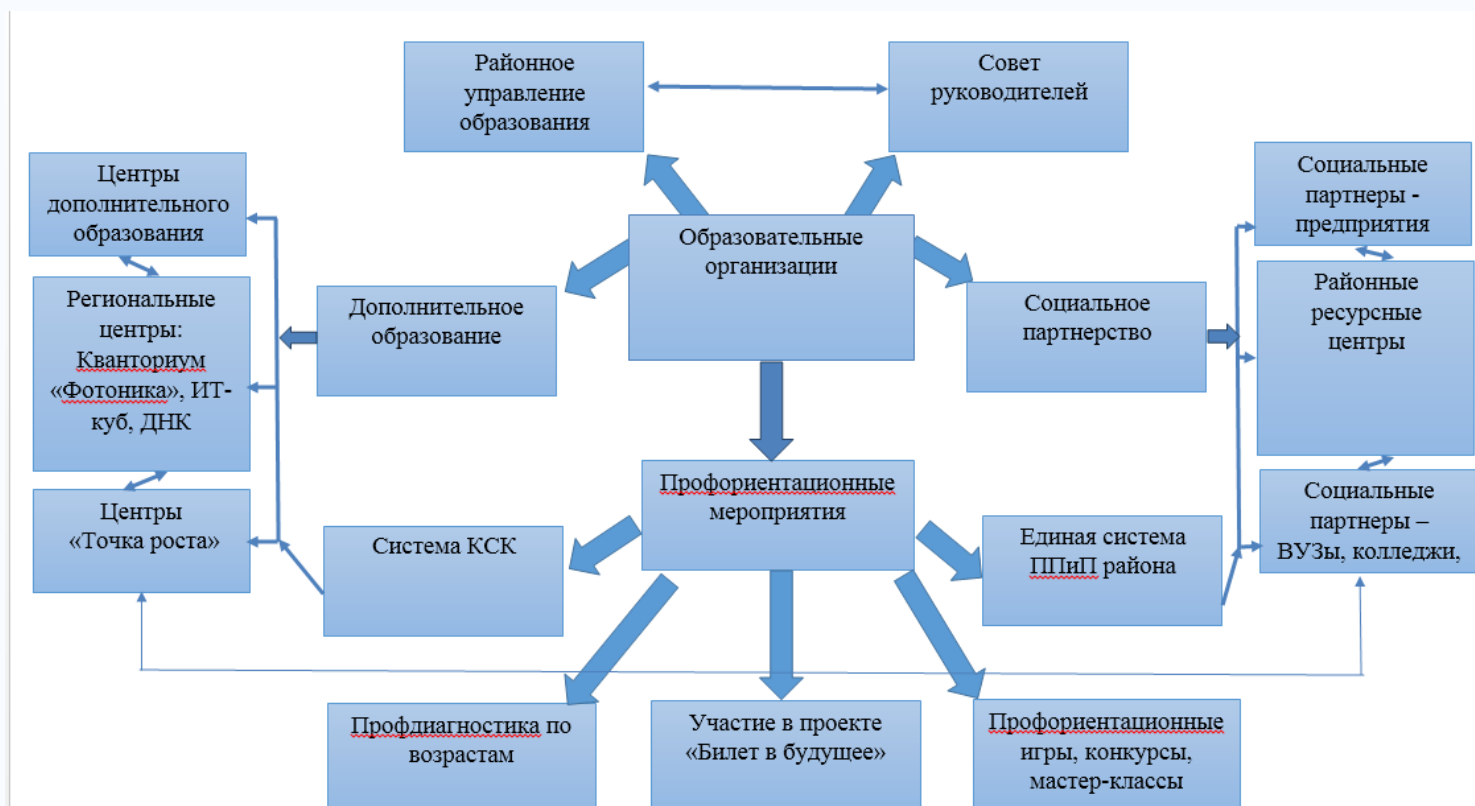 Районное
управление
образования
Совет
руководителей
Центры
дополнительного
образования
Социальные
партнеры -
предприятия
Образовательные
организации
Региональные
центры:
Кванториум
«Фотоника», ИТ-
куб, ДНК
Дополнительное
образование
Социальное
партнерство
Районные
ресурсные
центры
Профориентационные
мероприятия
Центры
«Точка роста»
Система КСК
Единая система
ППиП района
Социальные
партнеры –
ВУЗы, колледжи,
Профдиагностика по
возрастам
Участие в проекте
«Билет в будущее»
Профориентационные
игры, конкурсы,
мастер-классы